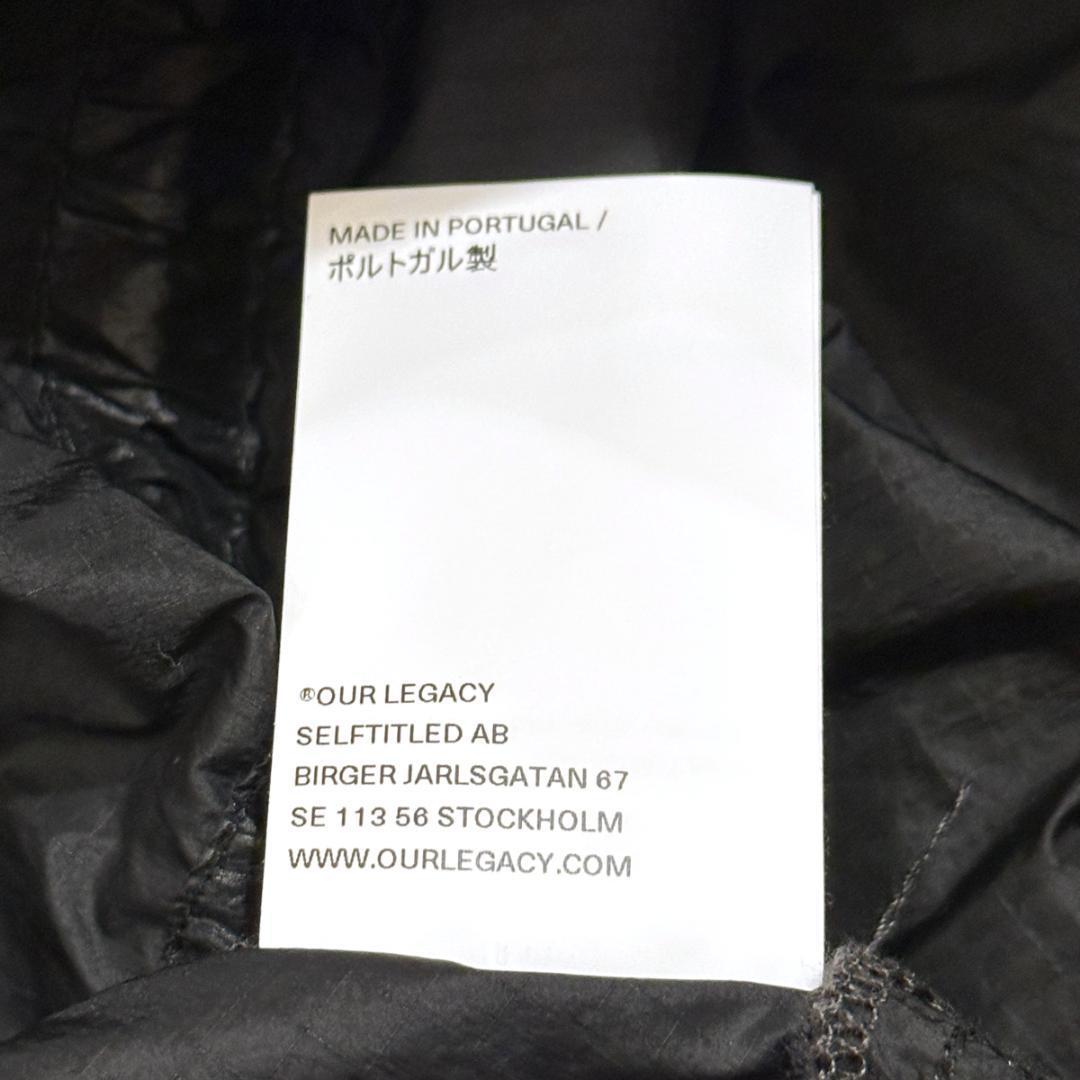 MADE IN PORTUGAL /
ポルトガル製
®OUR LEGACY
SELFTITLED AB
BIRGER JARLSGATAN 67
SE 113 56 STOCKHOLM
WWW.OURLEGACY.COM